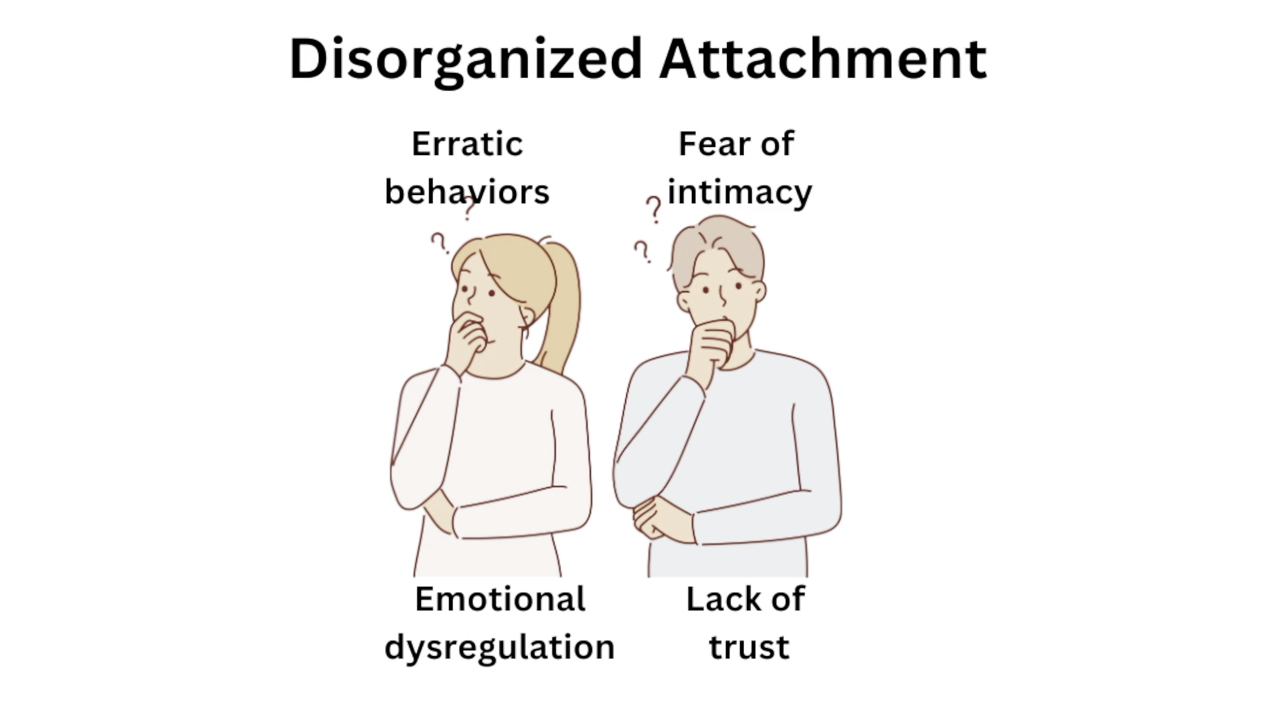 Disorganized Attachment
Erratic
behaviors
Fear of
intimacy
?
?
?
?
Emotional
dysregulation
Lack of
trust